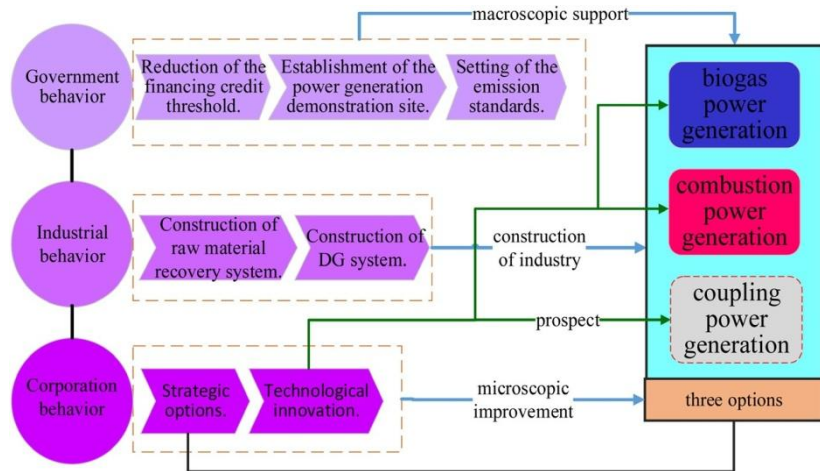 macroscopic support
Government
behavior
Reduction of the
financing credit
threshold.
Establishment of the
power generation
demonstration site.
Setting of the
emission
standards.
biogas
power
generation
Industrial
behavior
Construction of
raw material
recovery system.
Construction of
DG system.
construction
of industry
combustion
power
generation
prospect
coupling
power
generation
Corporation
behavior
Strategic
options.
Technological
innovation.
microscopic
improvement
three options